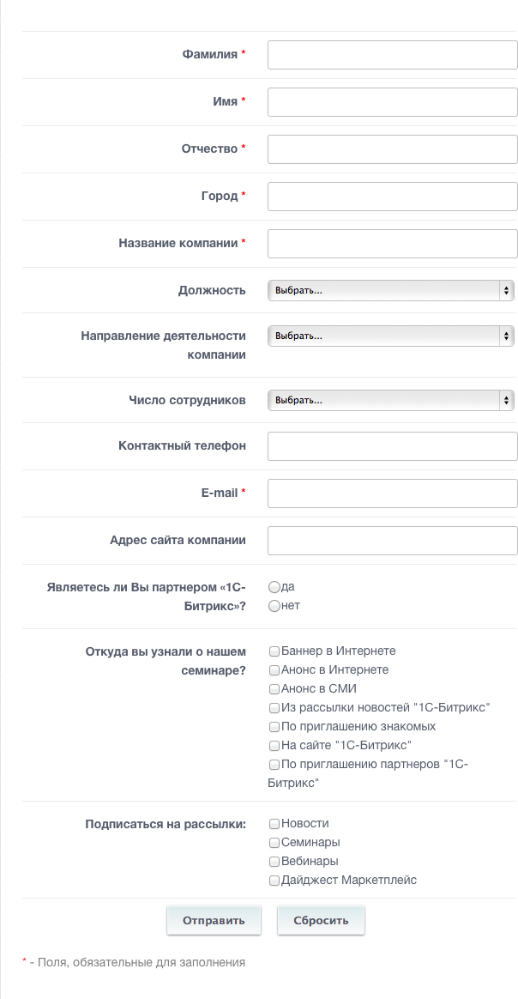 Фамилия *
Имя *
Отчество *
Город *
Название компании *
Должность
Выбрать...
Направление деятельности
компании
Выбрать...
Число сотрудников
Выбрать...
Контактный телефон
E-mail *
Адрес сайта компании
Являетесь ли Вы партнером «1С-
Битрикс»?
да
нет
Откуда вы узнали о нашем
семинаре?
Баннер в Интернете
Анонс в Интернете
Анонс в СМИ
Из рассылки новостей "1С-Битрикс"
По приглашению знакомых
На сайте "1С-Битрикс"
По приглашению партнеров "1С-
Битрикс"
Подписаться на рассылки:
Новости
Семинары
Вебинары
Дайджест Маркетплейс
Отправить
Сбросить
* - Поля, обязательные для заполнения